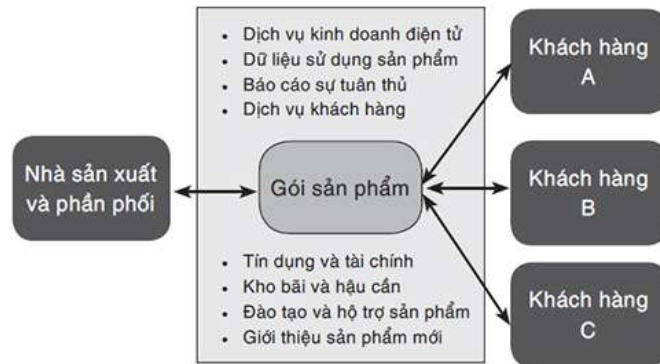 • Dịch vụ kinh doanh điện tử
• Dữ liệu sử dụng sản phẩm
• Báo cáo sự tuân thủ
• Dịch vụ khách hàng
Nhà sản xuất
và phần phối
Gói sản phẩm
• Tín dụng và tài chính
• Kho bãi và hậu cần
• Đào tạo và hộ trợ sản phẩm
• Giới thiệu sản phẩm mới
Khách hàng
A
Khách hàng
B
Khách hàng
C